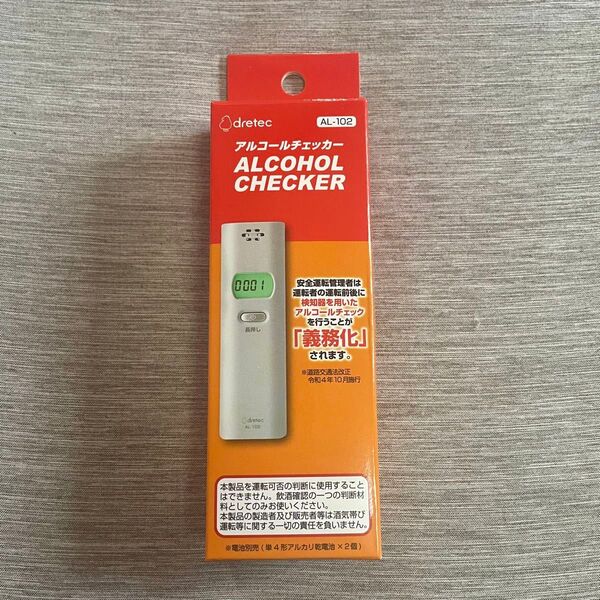 dretec
AL-102
アルコールチェッカー
ALCOHOL
CHECKER
0001
長押し
dretec
AL-102
安全運転管理者は
運転者の運転前後に
検知器を用いた
アルコールチェック
を行うことが
「義務化」
されます。
※道路交通法改正
令和4年10月施行
本製品を運転可否の判断に使用すること
はできません。飲酒確認の一つの判断材
料としてのみお使いください。
本製品の製造者及び販売者等は酒気帯び
運転等に関する一切の責任を負いません。
※電池別売(単4形アルカリ乾電池×2個)